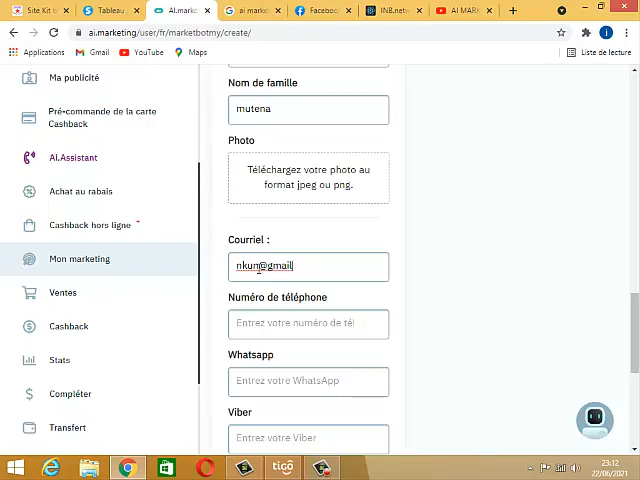 Site Kit
Tableau
AI.market
ai market
Facebook
INB.netw
AI MARK
ai.marketing/user/fr/marketbotmy/create/
Applications
Gmail
YouTube
Maps
Liste de lecture
Ma publicité
Pré-commande de la carte
Cashback
AI.Assistant
Achat au rabais
Cashback hors ligne *
Mon marketing
Ventes
Cashback
Stats
Compléter
Transfert
Nom de famille
mutena
Photo
Téléchargez votre photo au
format jpeg ou png.
Courriel :
@gmail
Numéro de téléphone
Entrez votre numéro de tél
Whatsapp
Entrez votre WhatsApp
Viber
Entrez votre Viber
tigo
23:12
22/06/2021